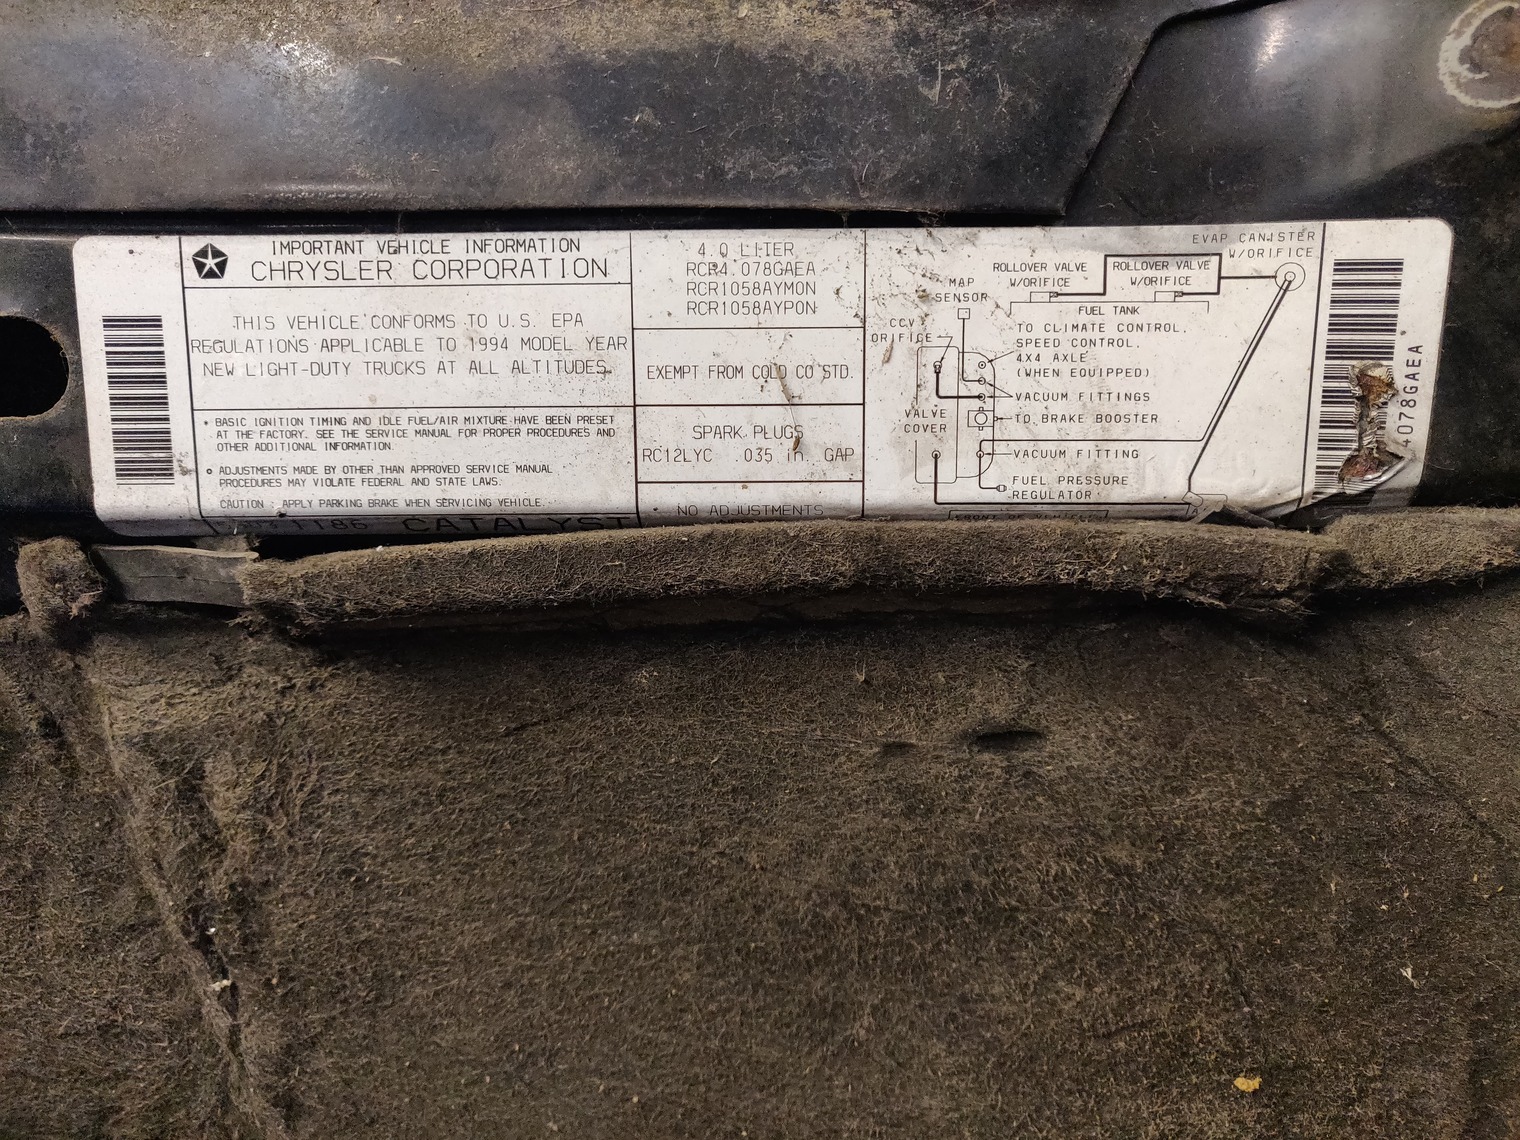 IMPORTANT VEHICLE INFORMATION
CHRYSLER CORPORATION
THIS VEHICLE CONFORMS TO U.S. EPA
REGULATIONS APPLICABLE TO 1994 MODEL YEAR
NEW LIGHT-DUTY TRUCKS AT ALL ALTITUDES.
• BASIC IGNITION TIMING AND IDLE FUEL/AIR MIXTURE HAVE BEEN PRESET
AT THE FACTORY. SEE THE SERVICE MANUAL FOR PROPER PROCEDURES AND
OTHER ADDITIONAL INFORMATION.
• ADJUSTMENTS MADE BY OTHER THAN APPROVED SERVICE MANUAL
PROCEDURES MAY VIOLATE FEDERAL AND STATE LAWS.
CAUTION : APPLY PARKING BRAKE WHEN SERVICING VEHICLE.
CATALYST
4.0 LITER
RCR4.078GAEA
RCR1058AYMON
RCR1058AYPON
EXEMPT FROM COLD CO STD.
SPARK PLUGS
RC12LYC .035 in. GAP
NO ADJUSTMENTS
EVAP CANISTER
W/ORIFICE
ROLLOVER VALVE
W/ORIFICE
ROLLOVER VALVE
W/ORIFICE
FUEL TANK
MAP
SENSOR
CCV
ORIFICE
TO CLIMATE CONTROL,
SPEED CONTROL,
4X4 AXLE
(WHEN EQUIPPED)
VACUUM FITTINGS
VALVE
COVER
TO BRAKE BOOSTER
VACUUM FITTING
FUEL PRESSURE
REGULATOR
4078GAEA